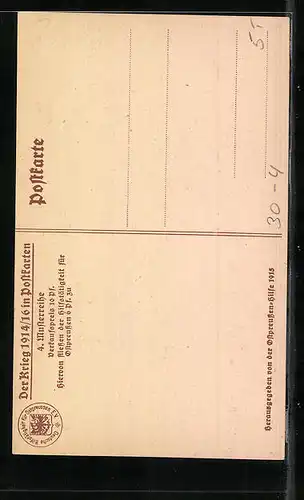 Der Krieg 1914/16 in Postkarten
4. Musterreihe
Verkaufspreis 10 Pf.
Hiervon fließen der Hilfstätigkeit für
Ostpreußen 6 Pf. zu
Postkarte
Herausgegeben von der Ostpreußen-Hilfe 1915
30-4
5.-